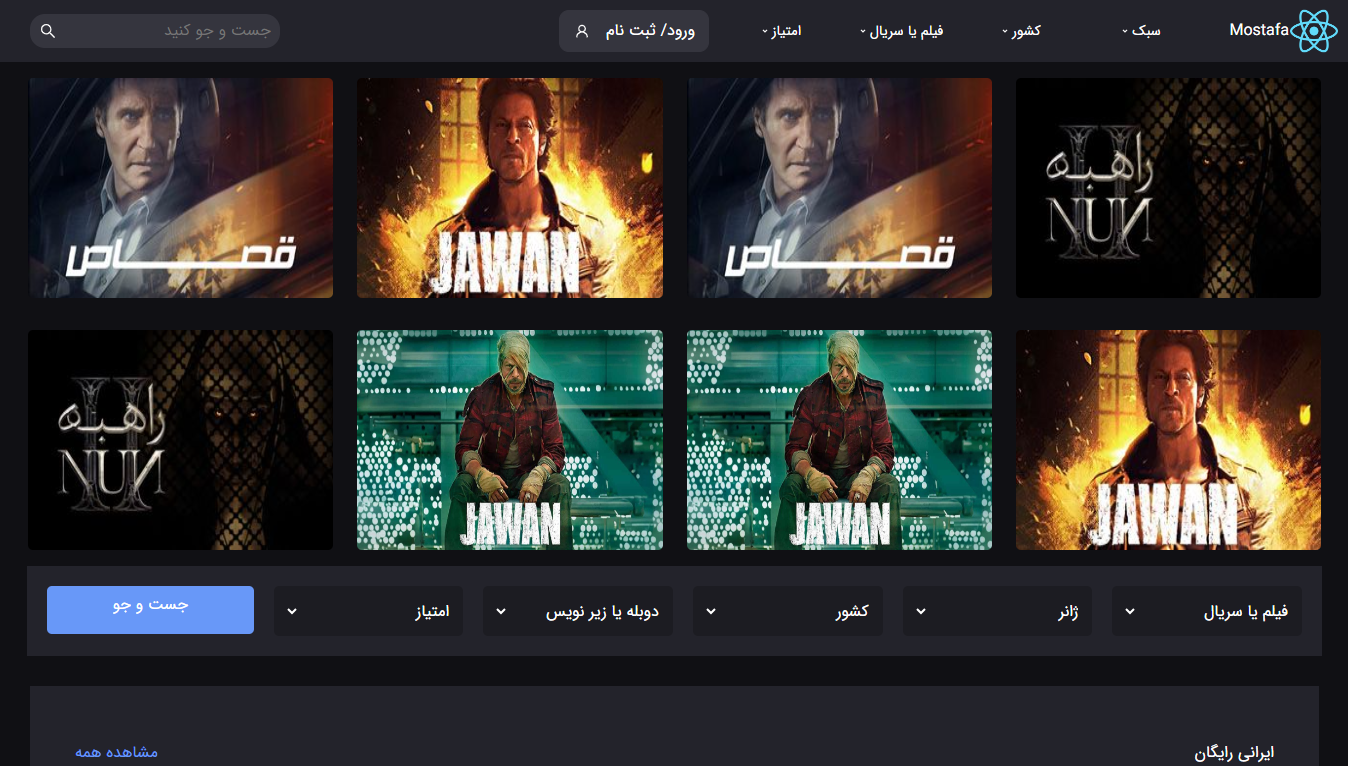 Mostafa
سبک
کشور
فیلم یا سریال
امتیاز
ورود/ ثبت نام
جست و جو کنید
راهبه
II
NUN
قصاص
JAWAN
قصاص
JAWAN
JAWAN
JAWAN
راهبه
II
NUN
فیلم یا سریال
ژانر
کشور
دوبله یا زیر نویس
امتیاز
جست و جو
ایرانی رایگان
مشاهده همه